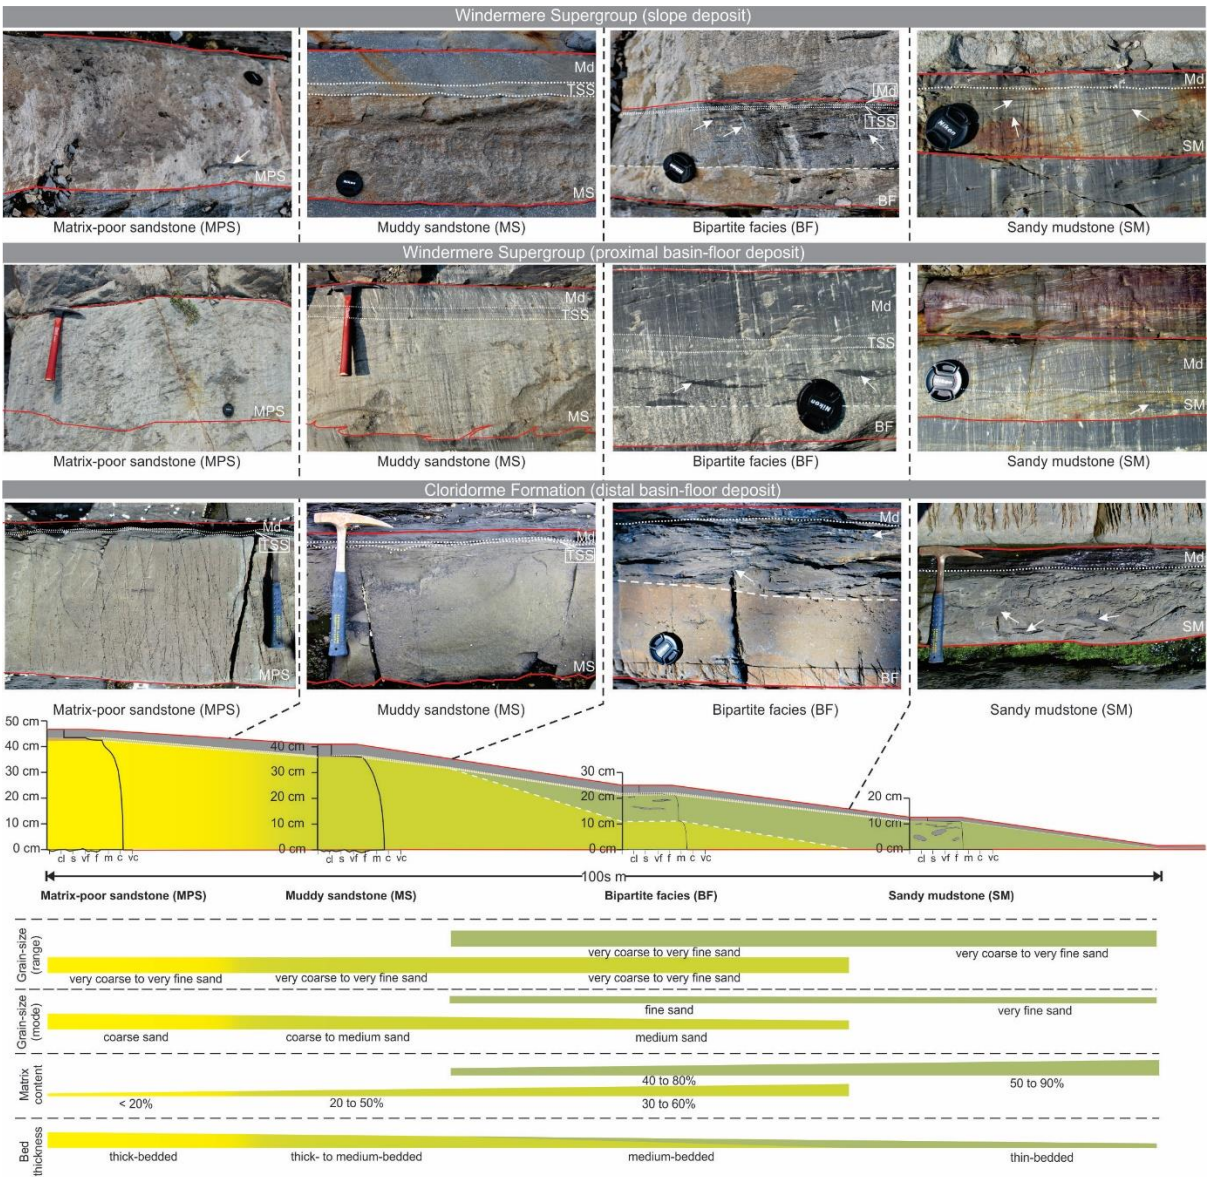 Windermere Supergroup (slope deposit)
Md
TSS
Md
TSS
Md
MPS
MS
BF
SM
Nikon
Nikon
Matrix-poor sandstone (MPS)
Muddy sandstone (MS)
Bipartite facies (BF)
Sandy mudstone (SM)
Windermere Supergroup (proximal basin-floor deposit)
Md
TSS
Md
TSS
Md
MPS
MS
BF
SM
Nikon
Matrix-poor sandstone (MPS)
Muddy sandstone (MS)
Bipartite facies (BF)
Sandy mudstone (SM)
Cloridorme Formation (distal basin-floor deposit)
Md
TSS
Md
TSS
Md
Md
MPS
MS
BF
SM
Matrix-poor sandstone (MPS)
Muddy sandstone (MS)
Bipartite facies (BF)
Sandy mudstone (SM)
50 cm
40 cm
30 cm
20 cm
10 cm
0 cm
cl s vf f m c vc
40 cm
30 cm
20 cm
10 cm
0 cm
cl s vf f m c vc
30 cm
20 cm
10 cm
0 cm
cl s vf f m c vc
20 cm
10 cm
0 cm
cl s vf f m c vc
100s m
Matrix-poor sandstone (MPS)
Muddy sandstone (MS)
Bipartite facies (BF)
Sandy mudstone (SM)
Grain-size
(range)
very coarse to very fine sand
very coarse to very fine sand
very coarse to very fine sand
very coarse to very fine sand
very coarse to very fine sand
Grain-size
(mode)
fine sand
very fine sand
coarse sand
coarse to medium sand
medium sand
Matrix
content
40 to 80%
50 to 90%
< 20%
20 to 50%
30 to 60%
Bed
thickness
thick-bedded
thick- to medium-bedded
medium-bedded
thin-bedded